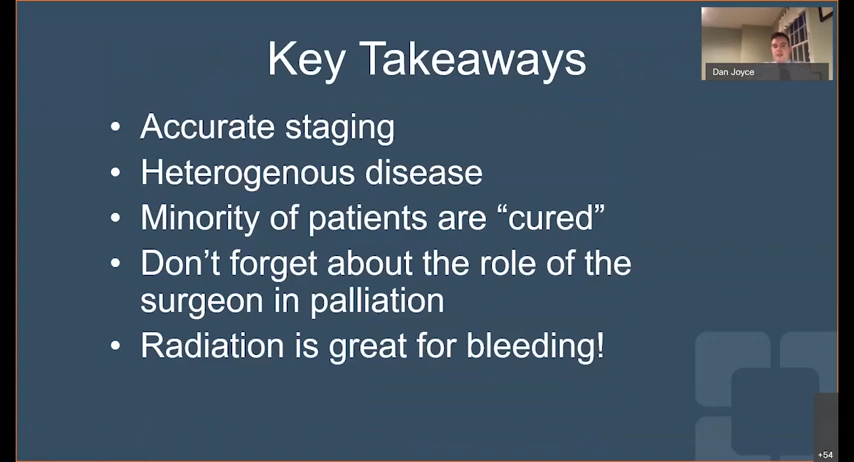 Key Takeaways
Dan Joyce
• Accurate staging
• Heterogenous disease
• Minority of patients are “cured”
• Don’t forget about the role of the
surgeon in palliation
• Radiation is great for bleeding!
+54